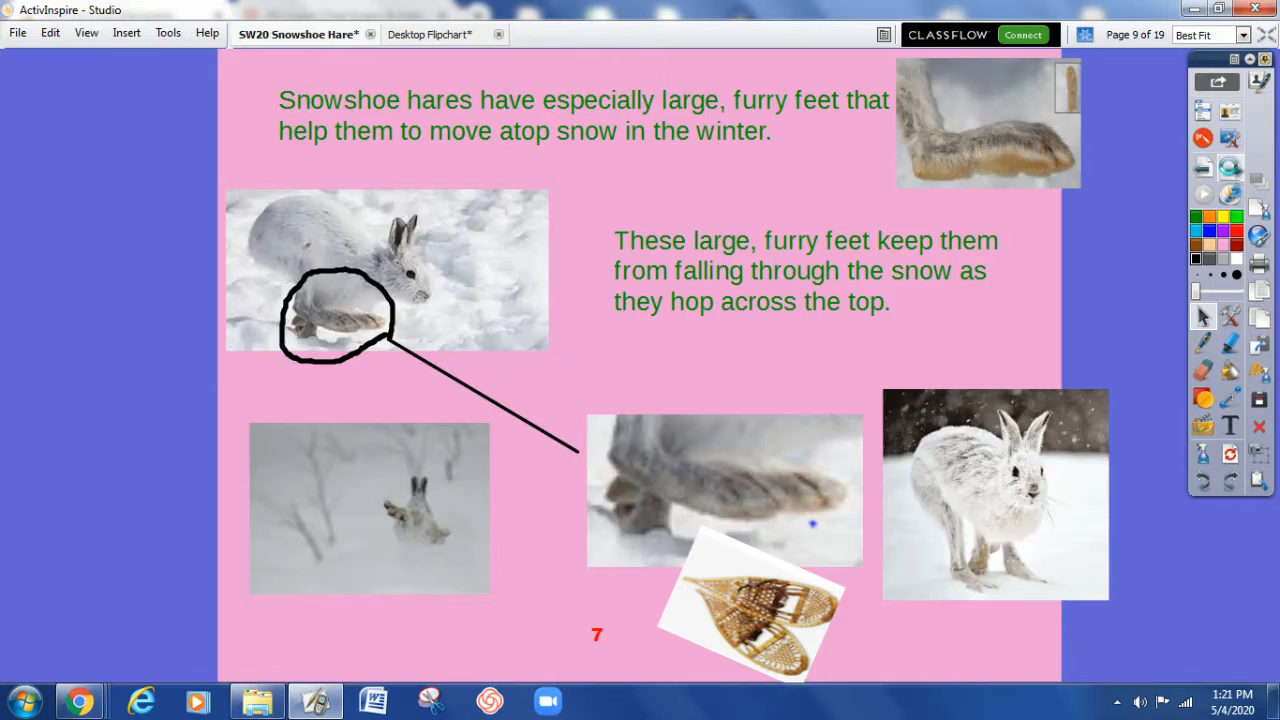 ActivInspire - Studio
File Edit View Insert Tools Help
SW20 Snowshoe Hare*
Desktop Flipchart*
CLASSFLOW Connect
Page 9 of 19
Best Fit
Snowshoe hares have especially large, furry feet that
help them to move atop snow in the winter.
These large, furry feet keep them
from falling through the snow as
they hop across the top.
7
1:21 PM
5/4/2020